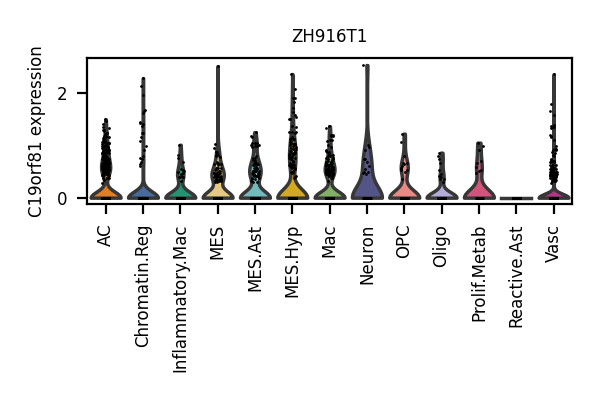 ZH916T1
C19orf81 expression
2
0
AC
Chromatin.Reg
Inflammatory.Mac
MES
MES.Ast
MES.Hyp
Mac
Neuron
OPC
Oligo
Prolif.Metab
Reactive.Ast
Vasc